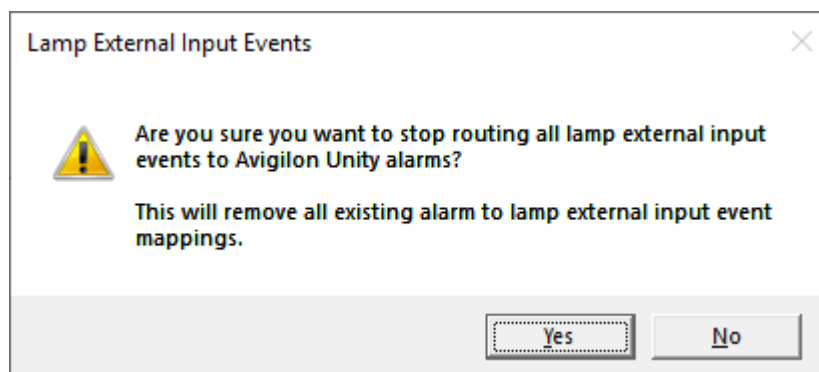 Lamp External Input Events
Are you sure you want to stop routing all lamp external input
events to Avigilon Unity alarms?
This will remove all existing alarm to lamp external input event
mappings.
Yes
No